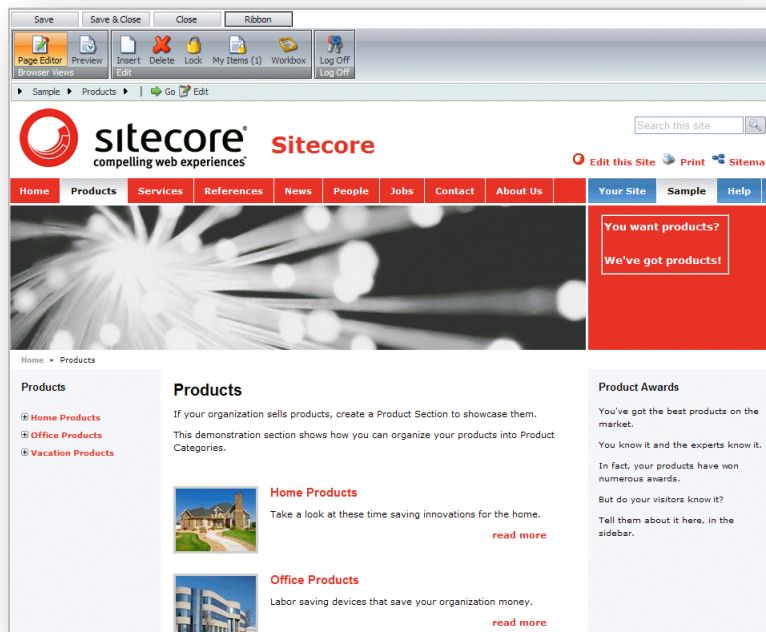 Save Save & Close Close Ribbon
Page Editor Preview Insert Delete Lock My Items (1) Workbox Log Off
Browser Views Edit Log Off
Sample Products Go Edit
sitecore
compelling web experiences
Sitecore
Search this site
Edit this Site Print Sitema
Home Products Services References News People Jobs Contact About Us Your Site Sample Help
You want products?
We've got products!
Home » Products
Products
Home Products
Office Products
Vacation Products
Products
If your organization sells products, create a Product Section to showcase them.
This demonstration section shows how you can organize your products into Product
Categories.
Home Products
Take a look at these time saving innovations for the home.
read more
Office Products
Labor saving devices that save your organization money.
read more
Product Awards
You've got the best products on the
market.
You know it and the experts know it.
In fact, your products have won
numerous awards.
But do your visitors know it?
Tell them about it here, in the
sidebar.